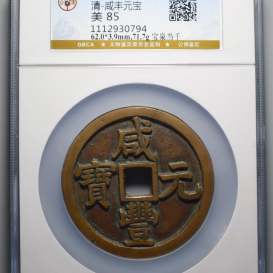 清·咸丰元宝
美 85
1112930794
62.0*3.9mm,71.7g 宝泉当千
GBCA
咸
豐
元
寶